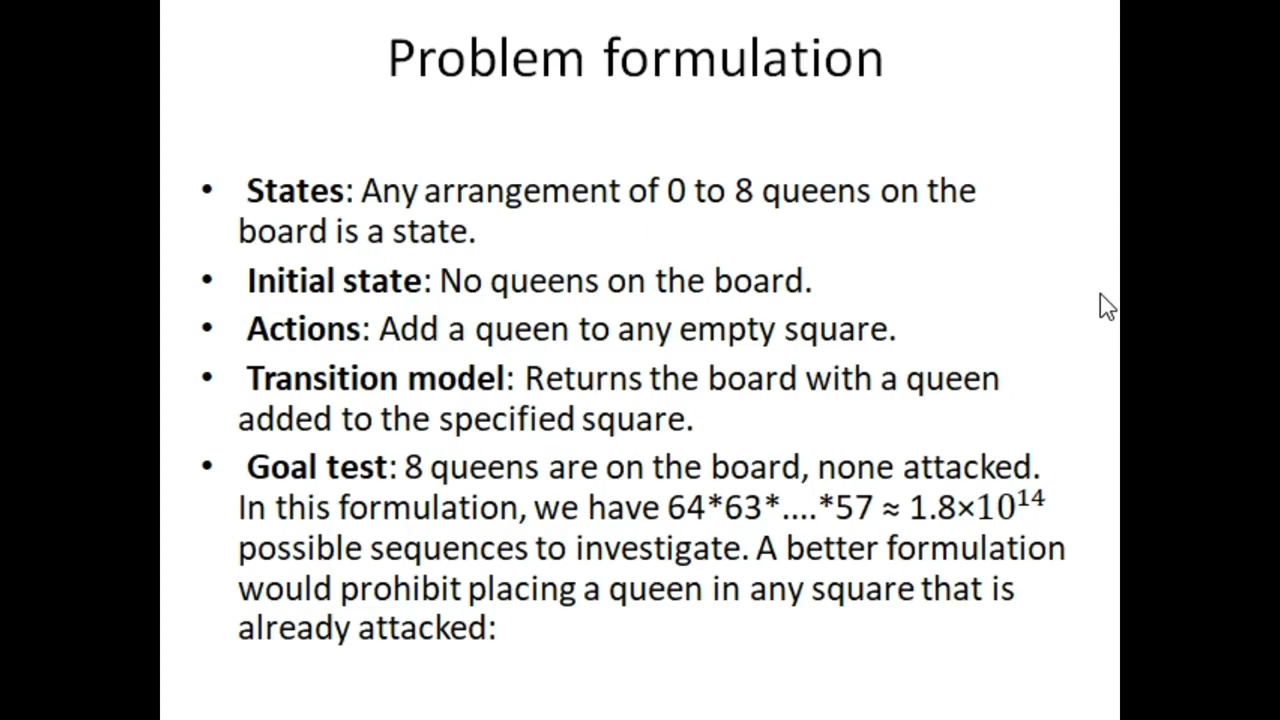 Problem formulation
• States: Any arrangement of 0 to 8 queens on the
board is a state.
• Initial state: No queens on the board.
• Actions: Add a queen to any empty square.
• Transition model: Returns the board with a queen
added to the specified square.
• Goal test: 8 queens are on the board, none attacked.
In this formulation, we have 64*63*....*57 ≈ 1.8×10¹⁴
possible sequences to investigate. A better formulation
would prohibit placing a queen in any square that is
already attacked: